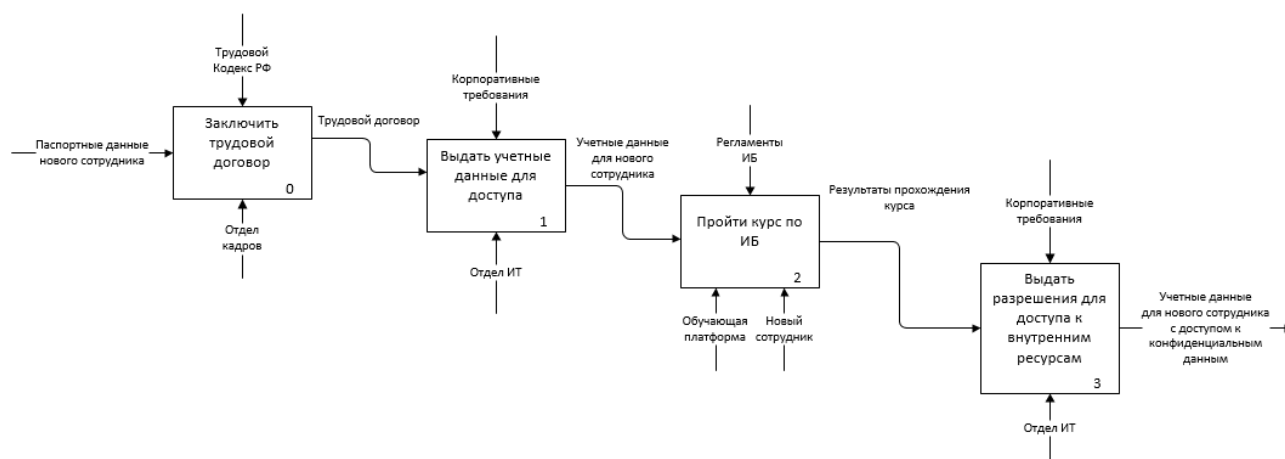 Трудовой
Кодекс РФ
Паспортные данные
нового сотрудника
Заключить
трудовой
договор
0
Отдел
кадров
Трудовой договор
Корпоративные
требования
Выдать учетные
данные для
доступа
1
Отдел ИТ
Учетные данные
для нового
сотрудника
Регламенты
ИБ
Пройти курс по
ИБ
2
Обучающая
платформа
Новый
сотрудник
Результаты прохождения
курса
Корпоративные
требования
Выдать
разрешения для
доступа к
внутренним
ресурсам
3
Отдел ИТ
Учетные данные
для нового сотрудника
с доступом к
конфиденциальным
данным